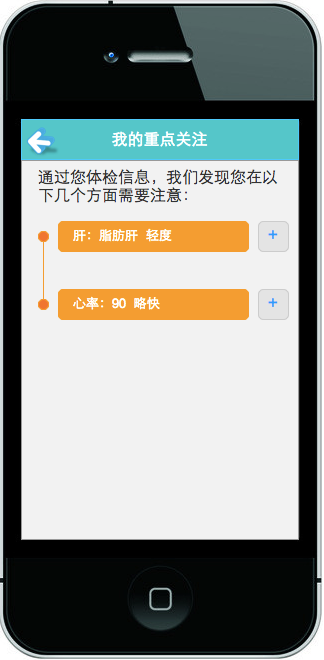 我的重点关注
通过您体检信息，我们发现您在以
下几个方面需要注意：
肝：脂肪肝 轻度
+
心率：90 略快
+